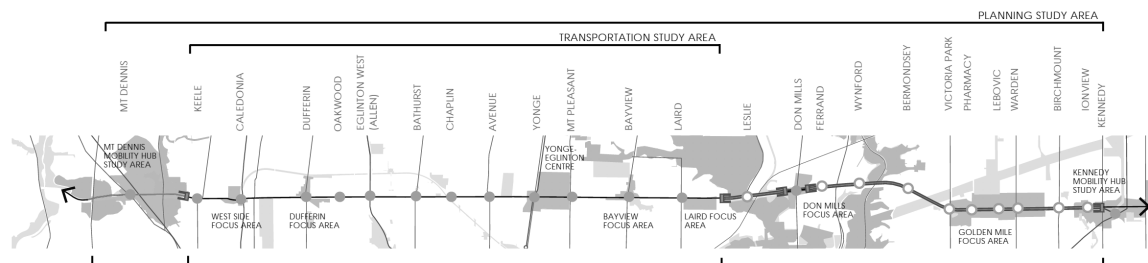 PLANNING STUDY AREA
TRANSPORTATION STUDY AREA
MT DENNIS
KEELE
CALEDONIA
DUFFERIN
OAKWOOD
EGLINTON WEST
(ALLEN)
BATHURST
CHAPLIN
AVENUE
YONGE
MT PLEASANT
BAYVIEW
LAIRD
LESLIE
DON MILLS
FERRAND
WYNFORD
BERMONDSEY
VICTORIA PARK
PHARMACY
LEBOVIC
WARDEN
BIRCHMOUNT
IONVIEW
KENNEDY
MT DENNIS
MOBILITY HUB
STUDY AREA
YONGE-
EGLINTON
CENTRE
KENNEDY
MOBILITY HUB
STUDY AREA
WEST SIDE
FOCUS AREA
DUFFERIN
FOCUS AREA
BAYVIEW
FOCUS AREA
LAIRD FOCUS
AREA
DON MILLS
FOCUS AREA
GOLDEN MILE
FOCUS AREA